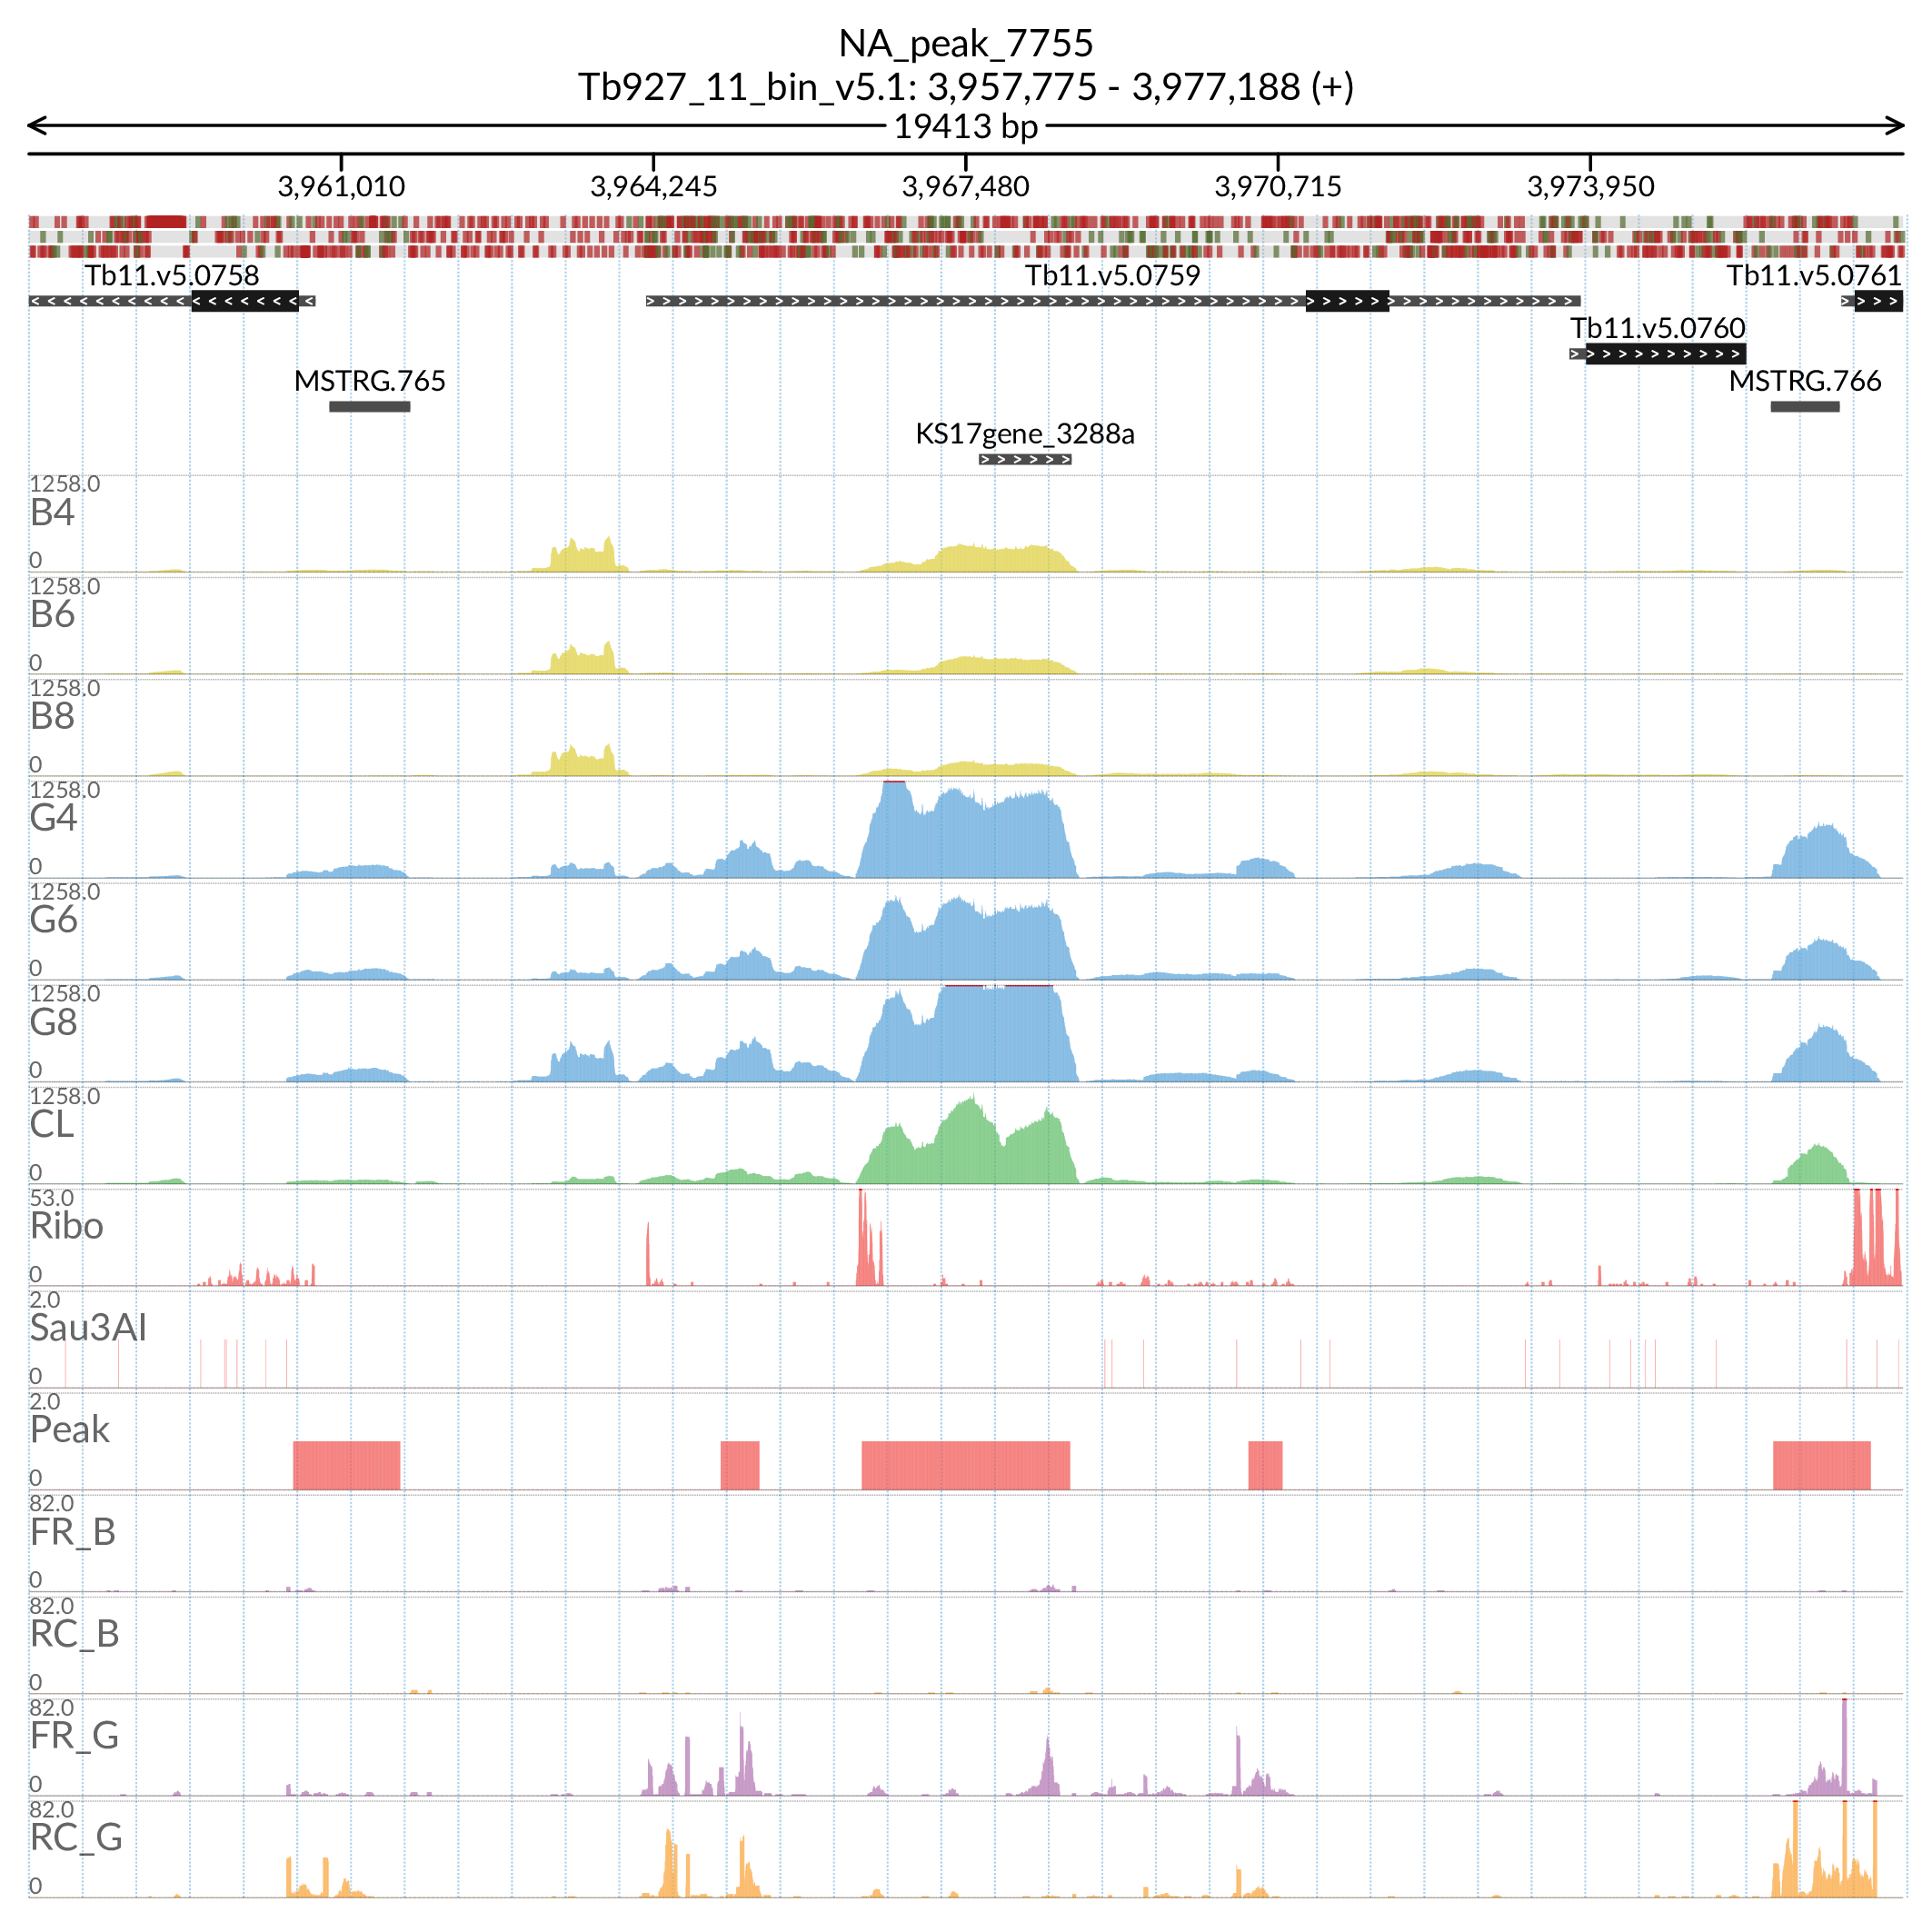 NA_peak_7755
Tb927_11_bin_v5.1: 3,957,775 - 3,977,188 (+)
19413 bp
3,961,010 3,964,245 3,967,480 3,970,715 3,973,950
Tb11.v5.0758 Tb11.v5.0759 Tb11.v5.0761
Tb11.v5.0760
MSTRG.765 MSTRG.766
KS17gene_3288a
1258.0
B4
0
1258.0
B6
0
1258.0
B8
0
1258.0
G4
0
1258.0
G6
0
1258.0
G8
0
1258.0
CL
0
53.0
Ribo
0
2.0
Sau3AI
0
2.0
Peak
0
82.0
FR_B
0
82.0
RC_B
0
82.0
FR_G
0
82.0
RC_G
0